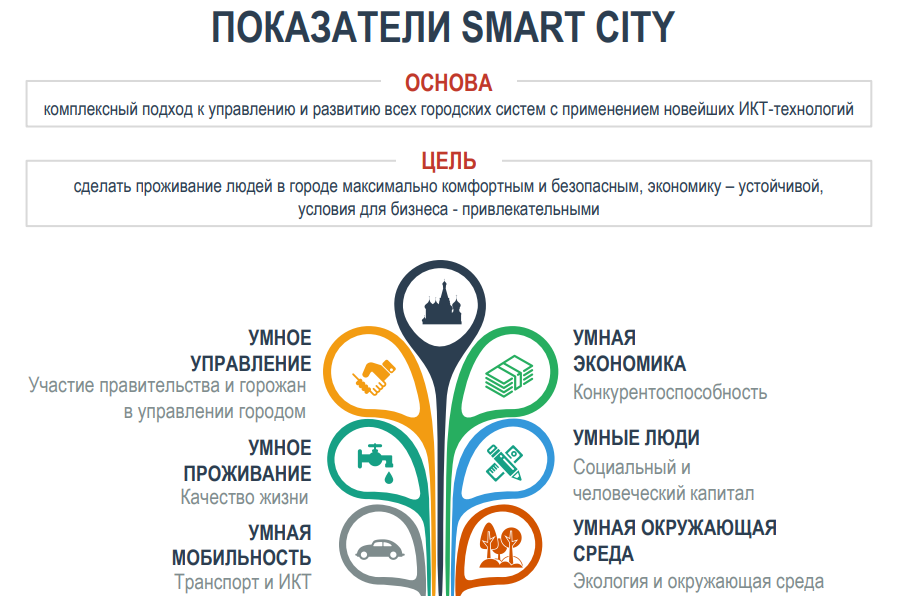 ПОКАЗАТЕЛИ SMART CITY
ОСНОВА
комплексный подход к управлению и развитию всех городских систем с применением новейших ИКТ-технологий
ЦЕЛЬ
сделать проживание людей в городе максимально комфортным и безопасным, экономику – устойчивой,
условия для бизнеса - привлекательными
УМНОЕ
УПРАВЛЕНИЕ
Участие правительства и горожан
в управлении городом
УМНОЕ
ПРОЖИВАНИЕ
Качество жизни
УМНАЯ
МОБИЛЬНОСТЬ
Транспорт и ИКТ
УМНАЯ
ЭКОНОМИКА
Конкурентоспособность
УМНЫЕ ЛЮДИ
Социальный и
человеческий капитал
УМНАЯ ОКРУЖАЮЩАЯ
СРЕДА
Экология и окружающая среда